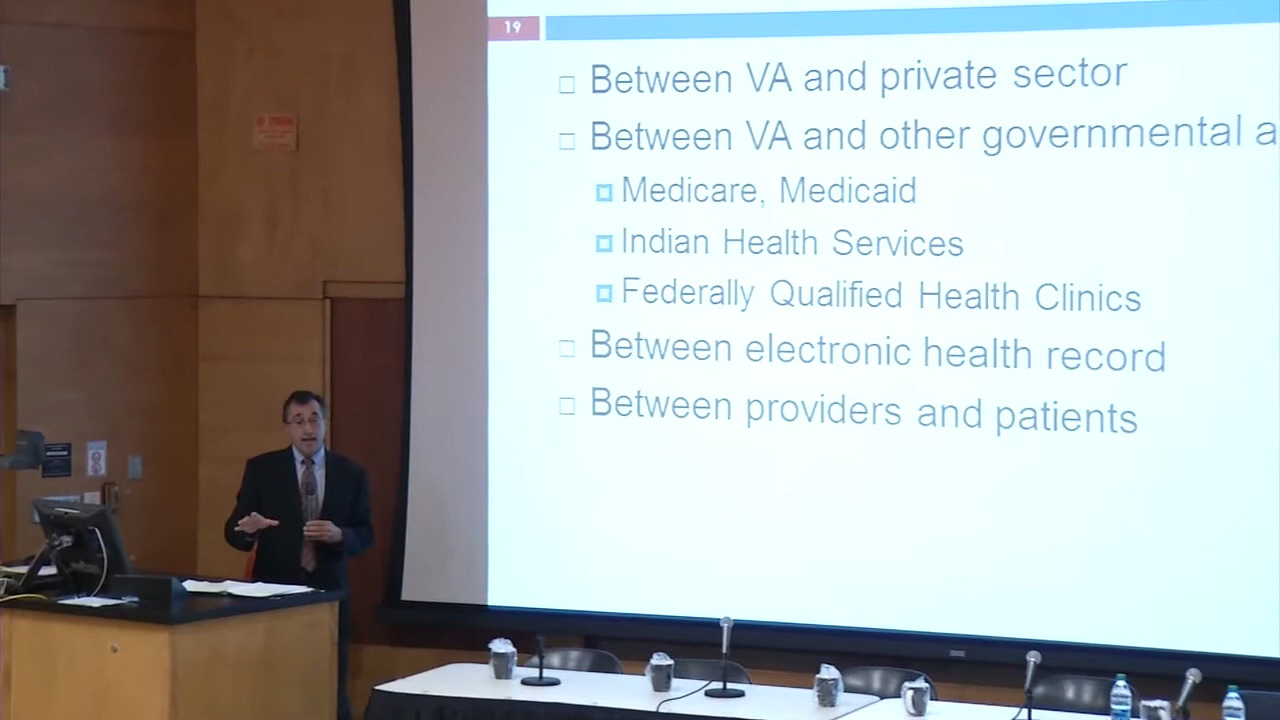 19
Between VA and private sector
Between VA and other governmental a
Medicare, Medicaid
Indian Health Services
Federally Qualified Health Clinics
Between electronic health record
Between providers and patients